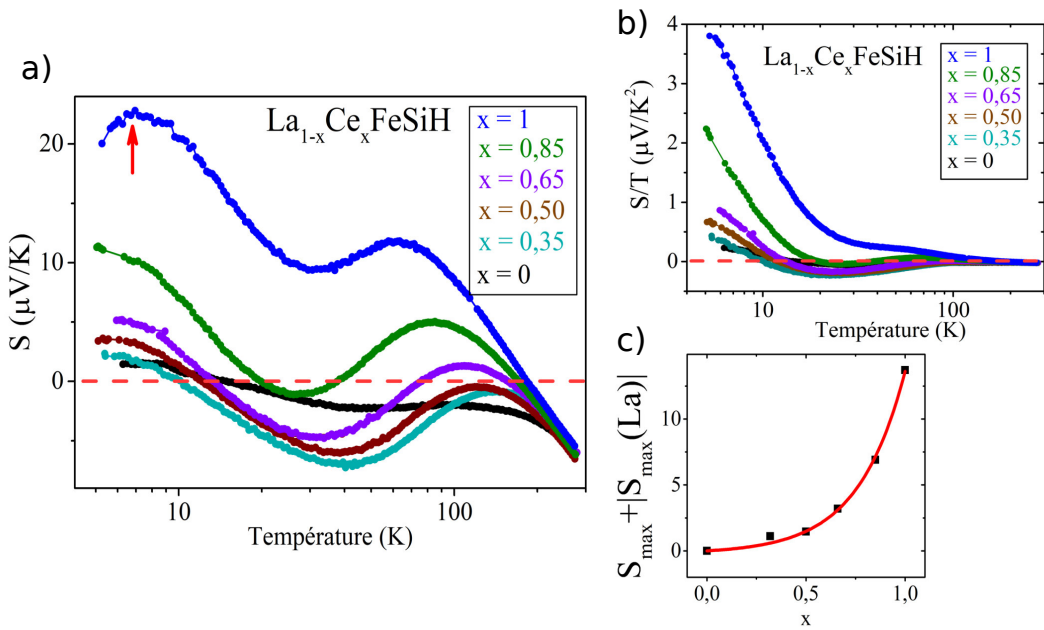 a)
La1-xCexFeSiH
x = 1
x = 0,85
x = 0,65
x = 0,50
x = 0,35
x = 0
S (µV/K)
20
10
0
10
100
Température (K)
b)
La1-xCexFeSiH
x = 1
x = 0,85
x = 0,65
x = 0,50
x = 0,35
x = 0
S/T (µV/K²)
4
3
2
1
0
10
100
Température (K)
c)
Smax+|Smax(La)|
10
5
0
0,0
0,5
1,0
x